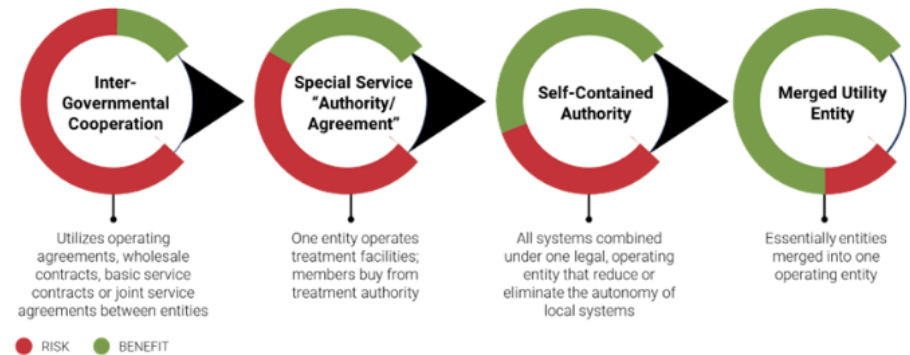 Inter-
Governmental
Cooperation
Special Service
“Authority/
Agreement”
Self-Contained
Authority
Merged Utility
Entity
Utilizes operating
agreements, wholesale
contracts, basic service
contracts or joint service
agreements between entities
One entity operates
treatment facilities;
members buy from
treatment authority
All systems combined
under one legal, operating
entity that reduce or
eliminate the autonomy of
local systems
Essentially entities
merged into one
operating entity
RISK
BENEFIT